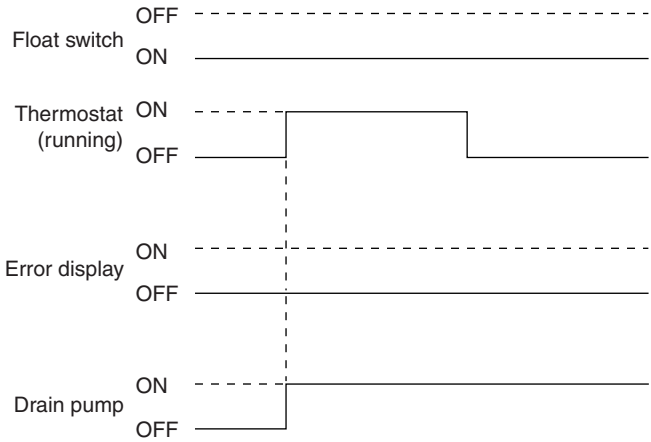 OFF
Float switch
ON
Thermostat ON
(running)
OFF
ON
Error display
OFF
ON
Drain pump
OFF